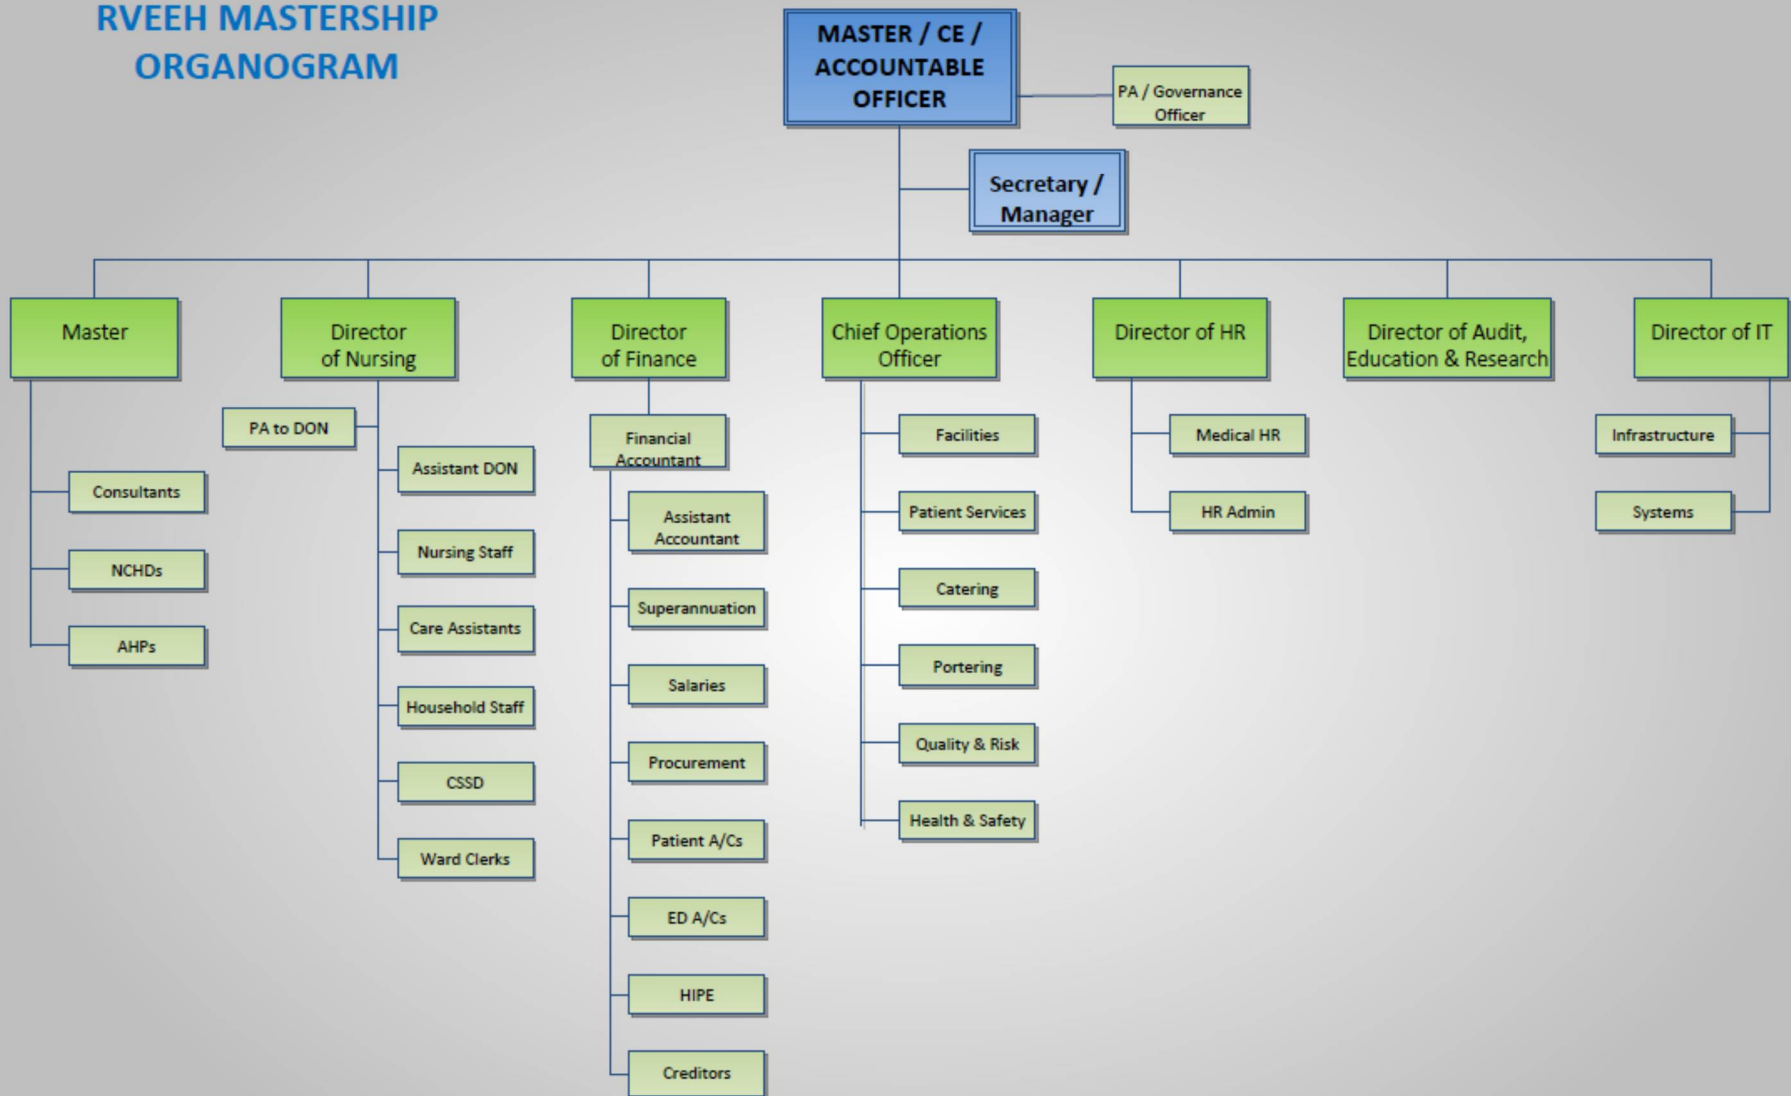 RVEEH MASTERSHIP
ORGANOGRAM
MASTER / CE /
ACCOUNTABLE
OFFICER
PA / Governance
Officer
Secretary /
Manager
Master
Director
of Nursing
Director
of Finance
Chief Operations
Officer
Director of HR
Director of Audit,
Education & Research
Director of IT
Consultants
NCHDs
AHPs
PA to DON
Assistant DON
Nursing Staff
Care Assistants
Household Staff
CSSD
Ward Clerks
Financial
Accountant
Assistant
Accountant
Superannuation
Salaries
Procurement
Patient A/Cs
ED A/Cs
HIPE
Creditors
Facilities
Patient Services
Catering
Portering
Quality & Risk
Health & Safety
Medical HR
HR Admin
Infrastructure
Systems